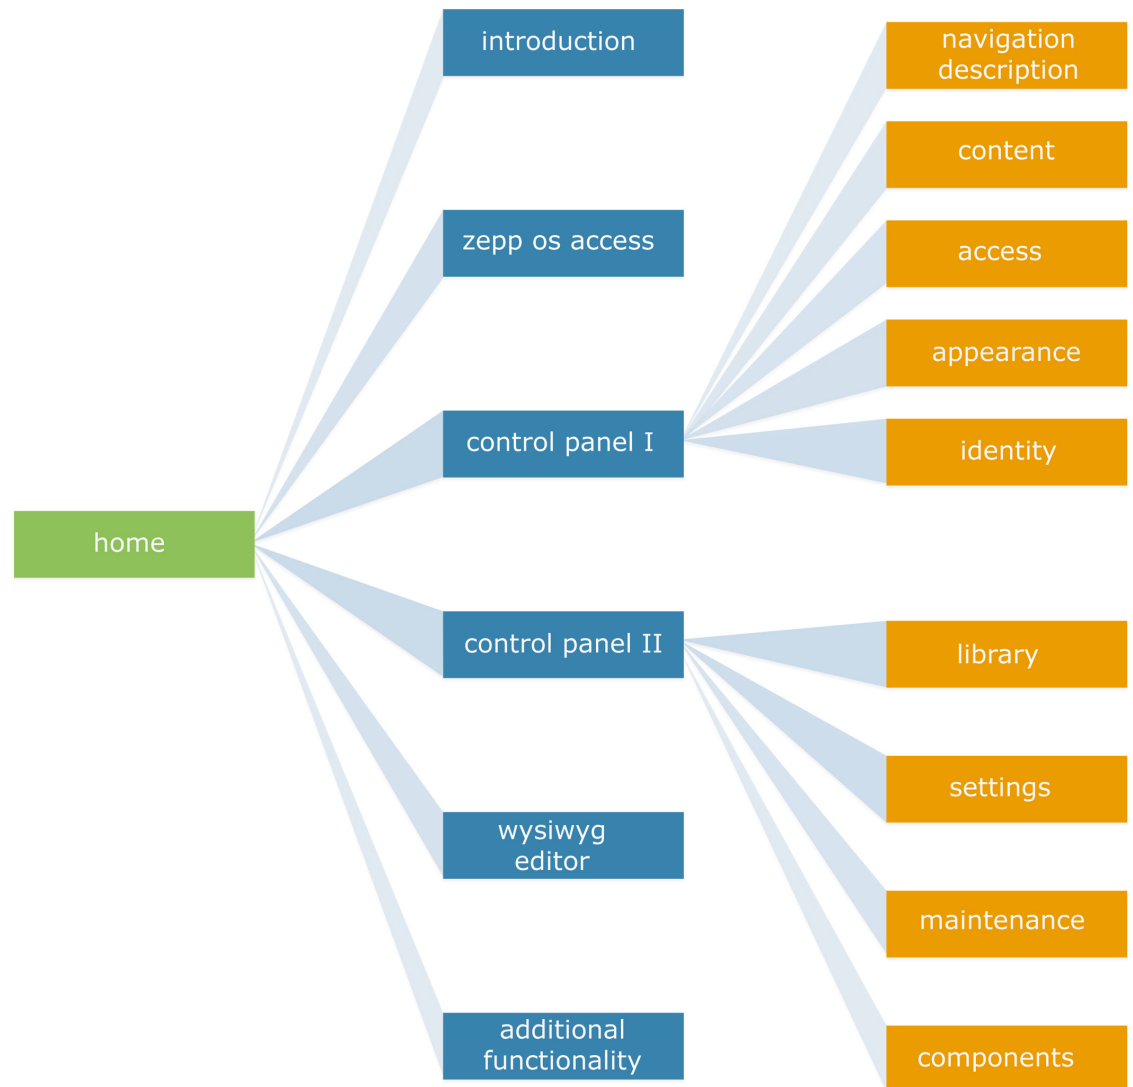 home
introduction
zepp os access
control panel I
control panel II
wysiwyg
editor
additional
functionality
navigation
description
content
access
appearance
identity
library
settings
maintenance
components